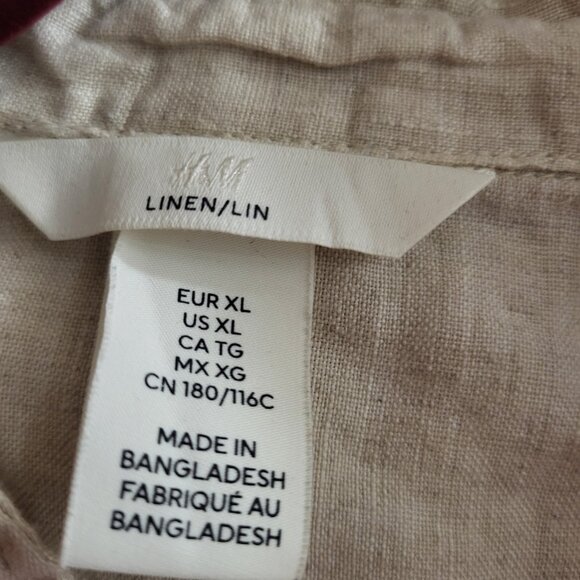 H&M
LINEN/LIN
EUR XL
US XL
CA TG
MX XG
CN 180/116C
MADE IN
BANGLADESH
FABRIQUÉ AU
BANGLADESH